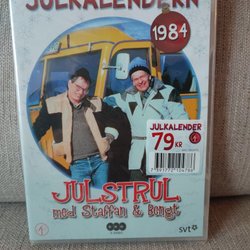 JULKALENDERN
1984
JULKALENDER
79 KR
JULSTRUL
med Staffan & Bengt
svt